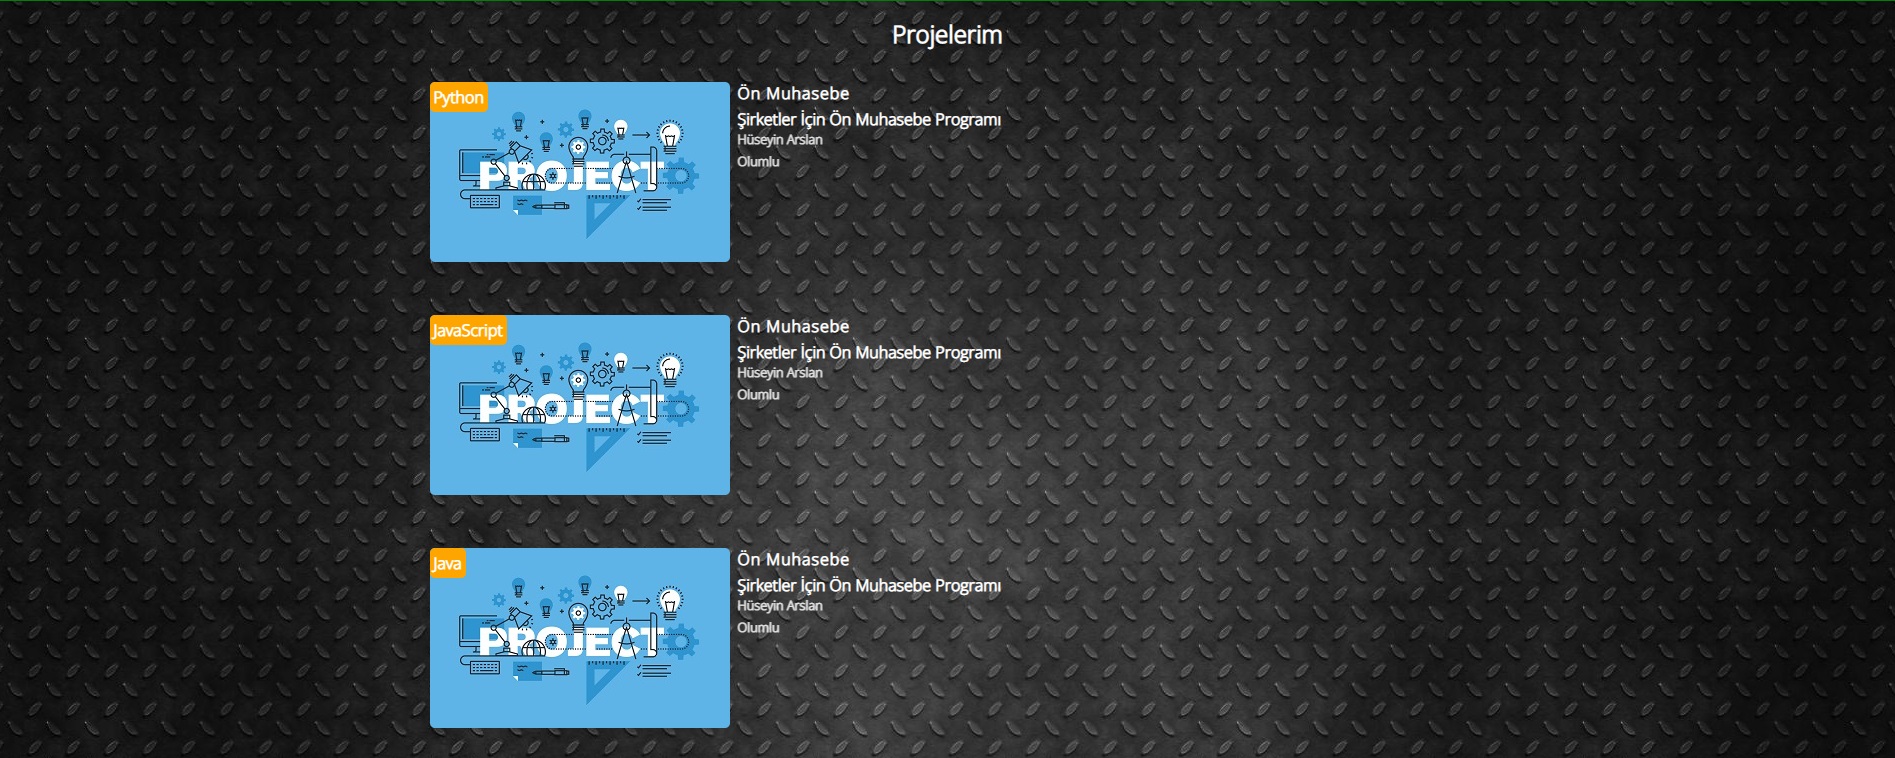 Projelerim
Python
PROJECT
Ön Muhasebe
Şirketler İçin Ön Muhasebe Programı
Hüseyin Arslan
Olumlu
JavaScript
PROJECT
Ön Muhasebe
Şirketler İçin Ön Muhasebe Programı
Hüseyin Arslan
Olumlu
Java
PROJECT
Ön Muhasebe
Şirketler İçin Ön Muhasebe Programı
Hüseyin Arslan
Olumlu